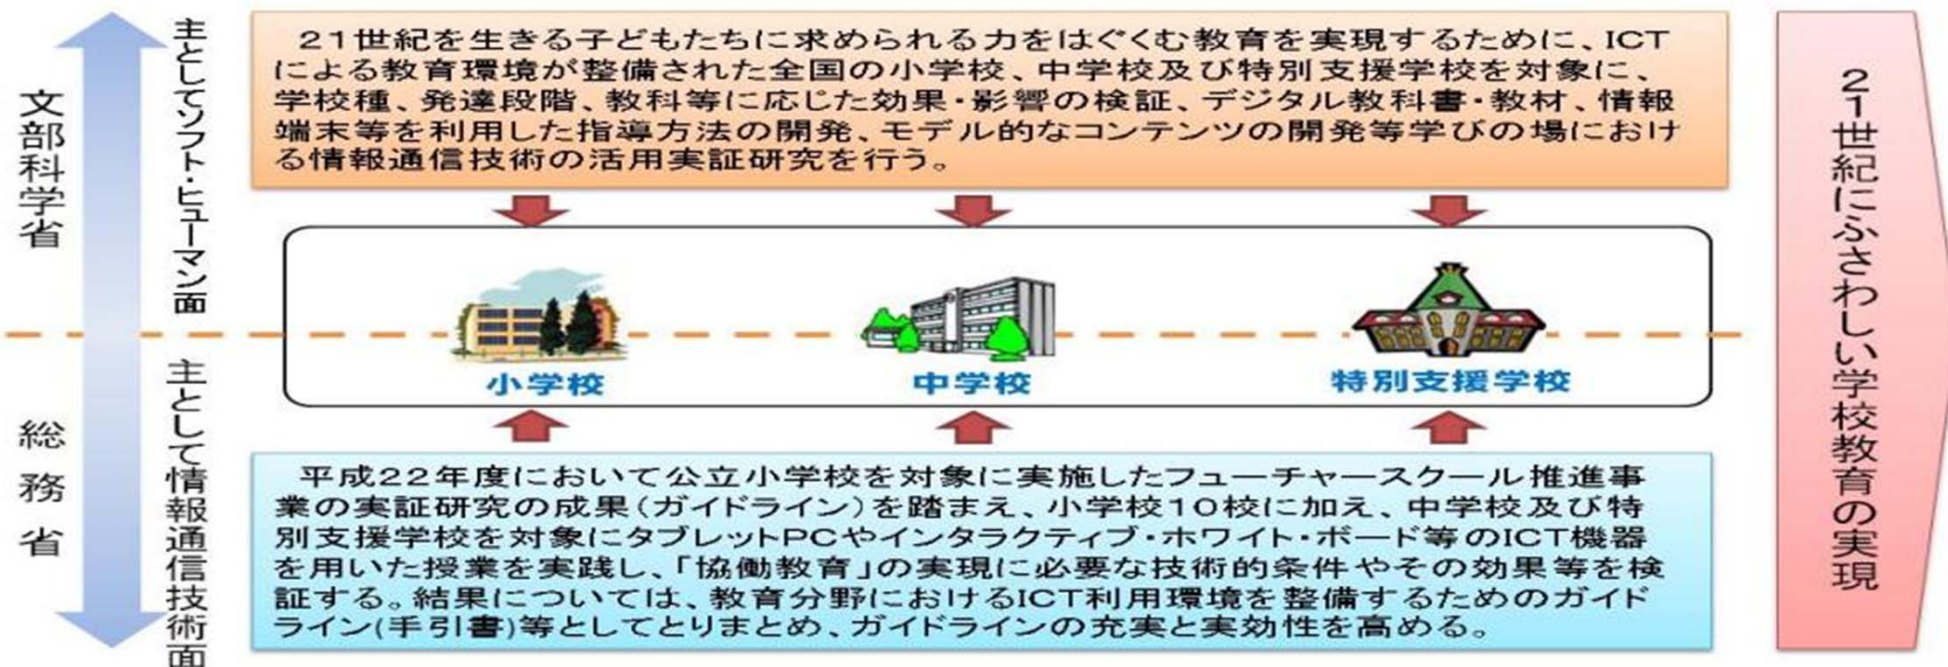 文部科学省
主としてソフト・ヒューマン面
21世紀を生きる子どもたちに求められる力をはぐくむ教育を実現するために、ICT
による教育環境が整備された全国の小学校、中学校及び特別支援学校を対象に、
学校種、発達段階、教科等に応じた効果・影響の検証、デジタル教科書・教材、情報
端末等を利用した指導方法の開発、モデル的なコンテンツの開発等学びの場におけ
る情報通信技術の活用実証研究を行う。
小学校
中学校
特別支援学校
総務省
主として情報通信技術面
平成22年度において公立小学校を対象に実施したフューチャースクール推進事
業の実証研究の成果(ガイドライン)を踏まえ、小学校10校に加え、中学校及び特
別支援学校を対象にタブレットPCやインタラクティブ・ホワイト・ボード等のICT機器
を用いた授業を実践し、「協働教育」の実現に必要な技術的条件やその効果等を検
証する。結果については、教育分野におけるICT利用環境を整備するためのガイド
ライン(手引書)等としてとりまとめ、ガイドラインの充実と実効性を高める。
21世紀にふさわしい学校教育の実現